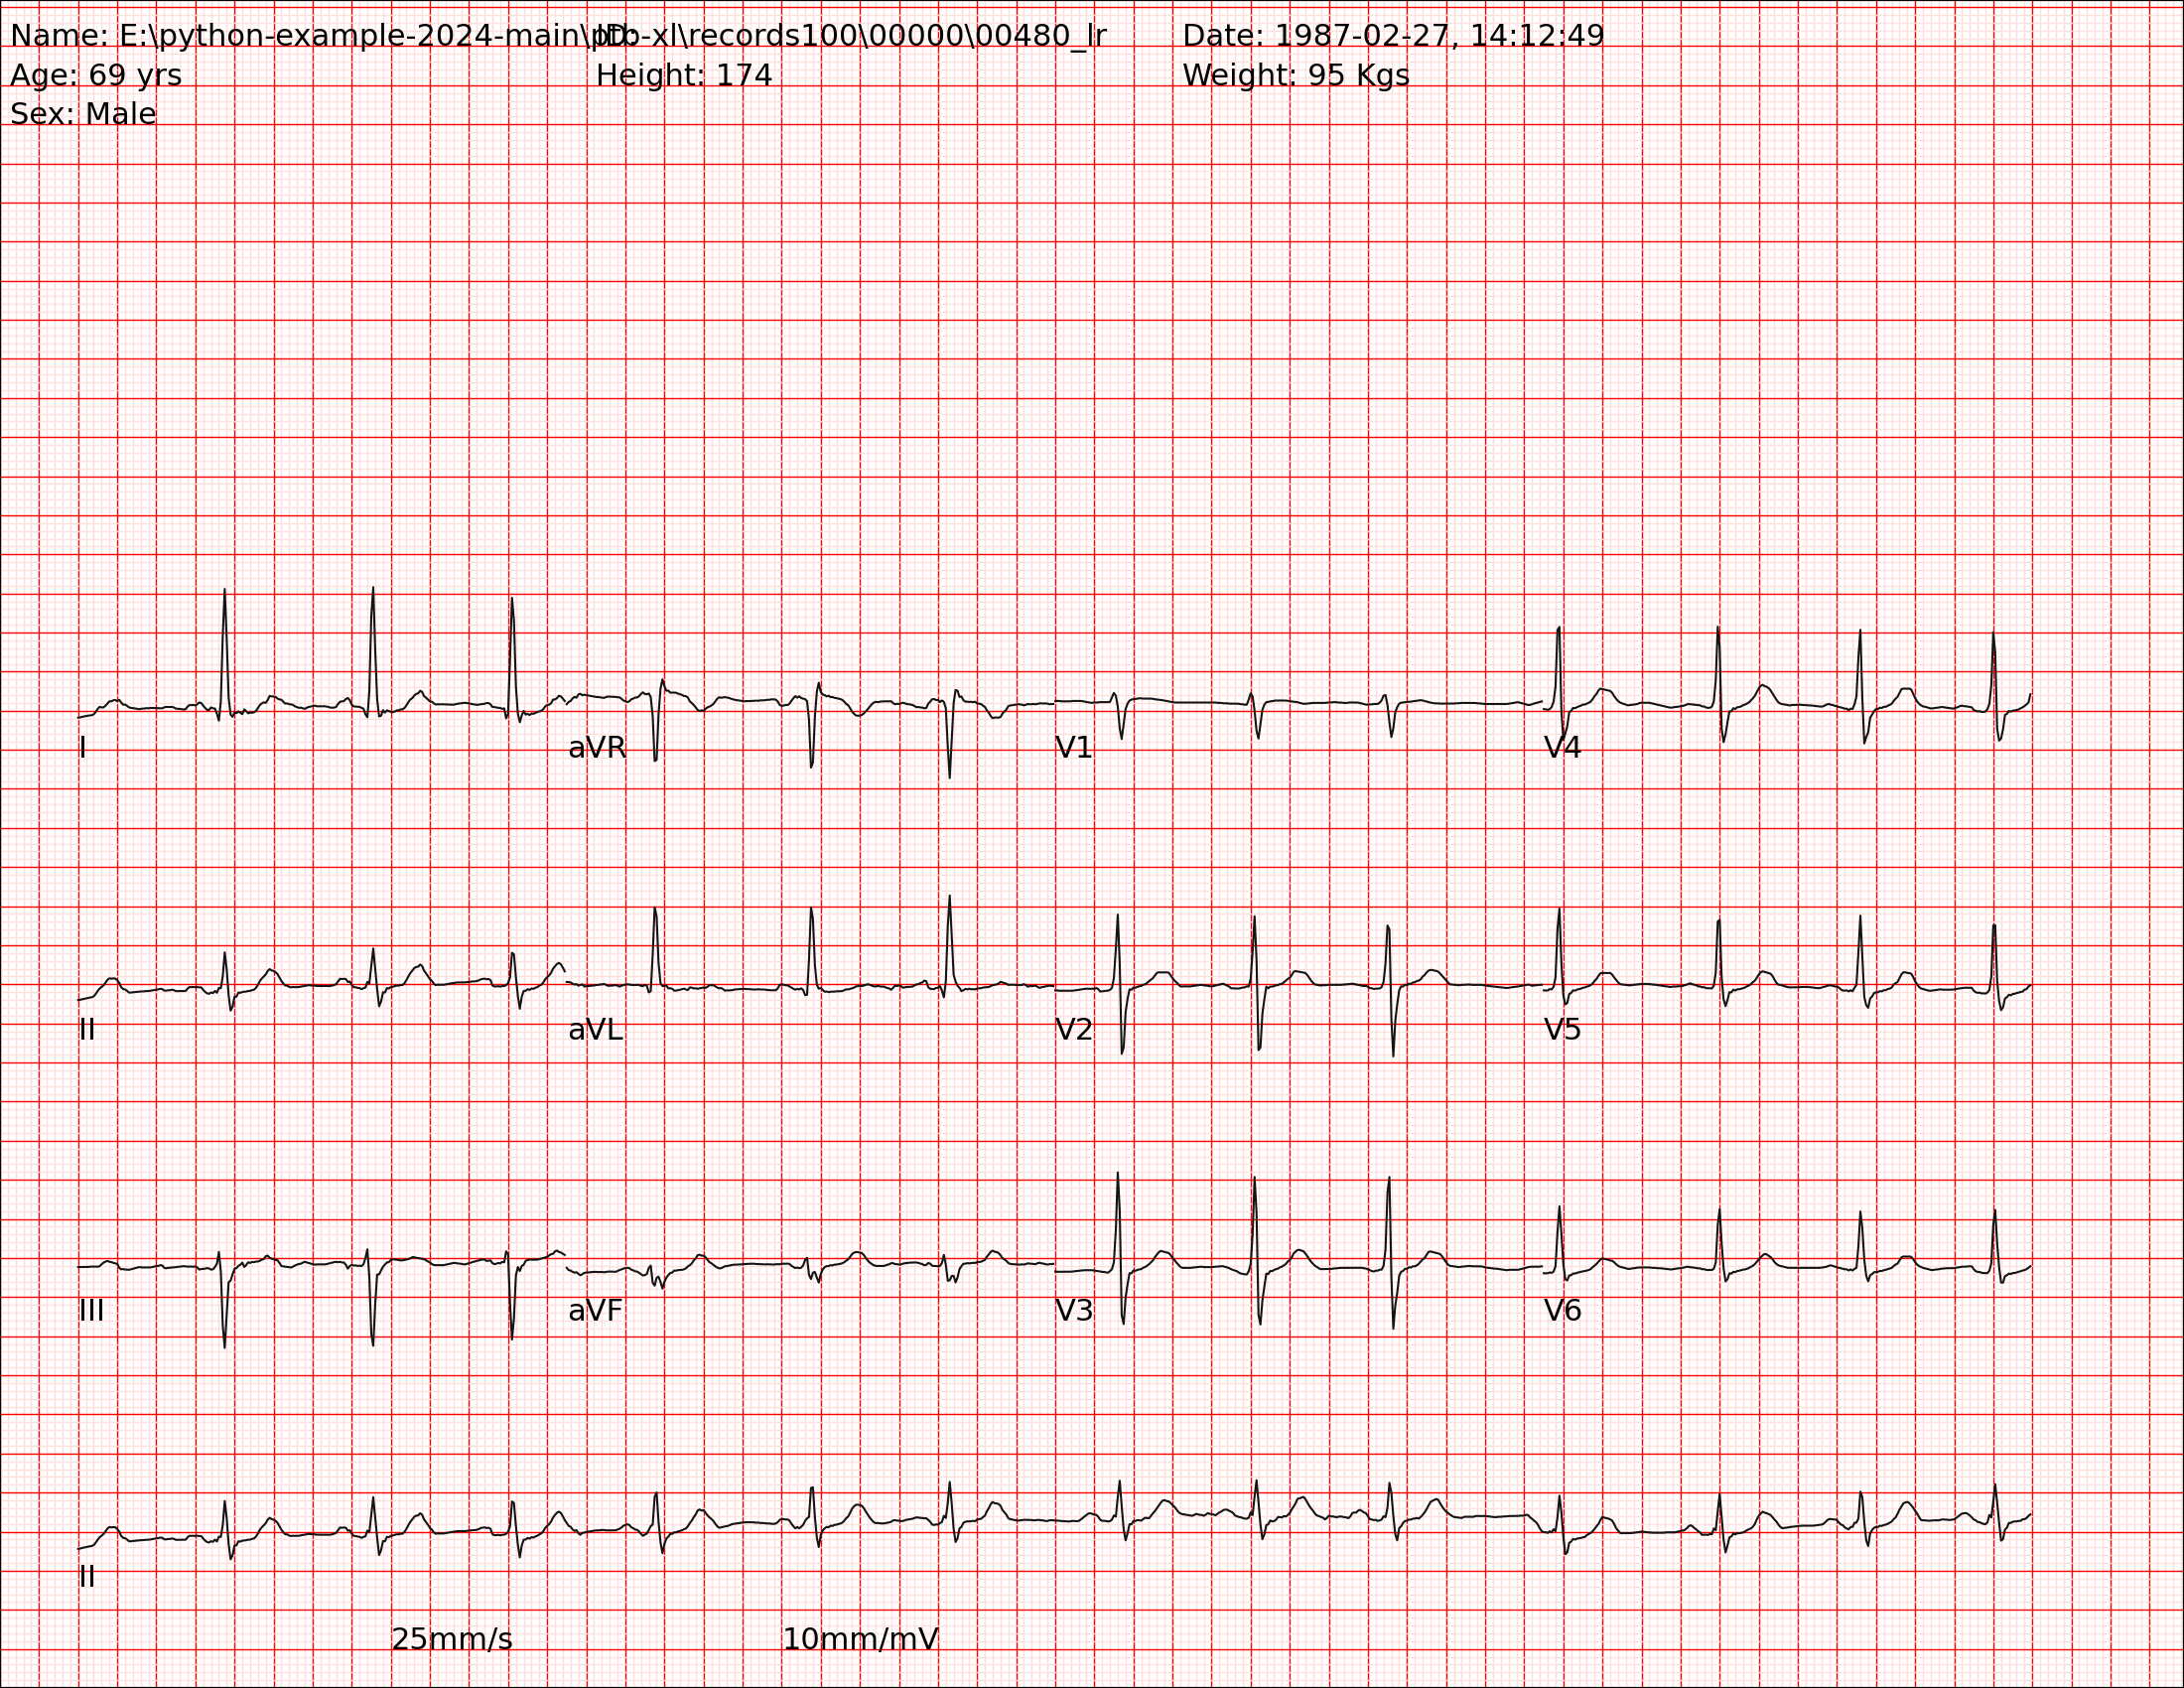 Name: E:\python-example-2024-main\ptb-xl\records100\00000\00480_lr
ID:
Date: 1987-02-27, 14:12:49
Age: 69 yrs
Height: 174
Weight: 95 Kgs
Sex: Male
I
aVR
V1
V4
II
aVL
V2
V5
III
aVF
V3
V6
II
25mm/s
10mm/mV